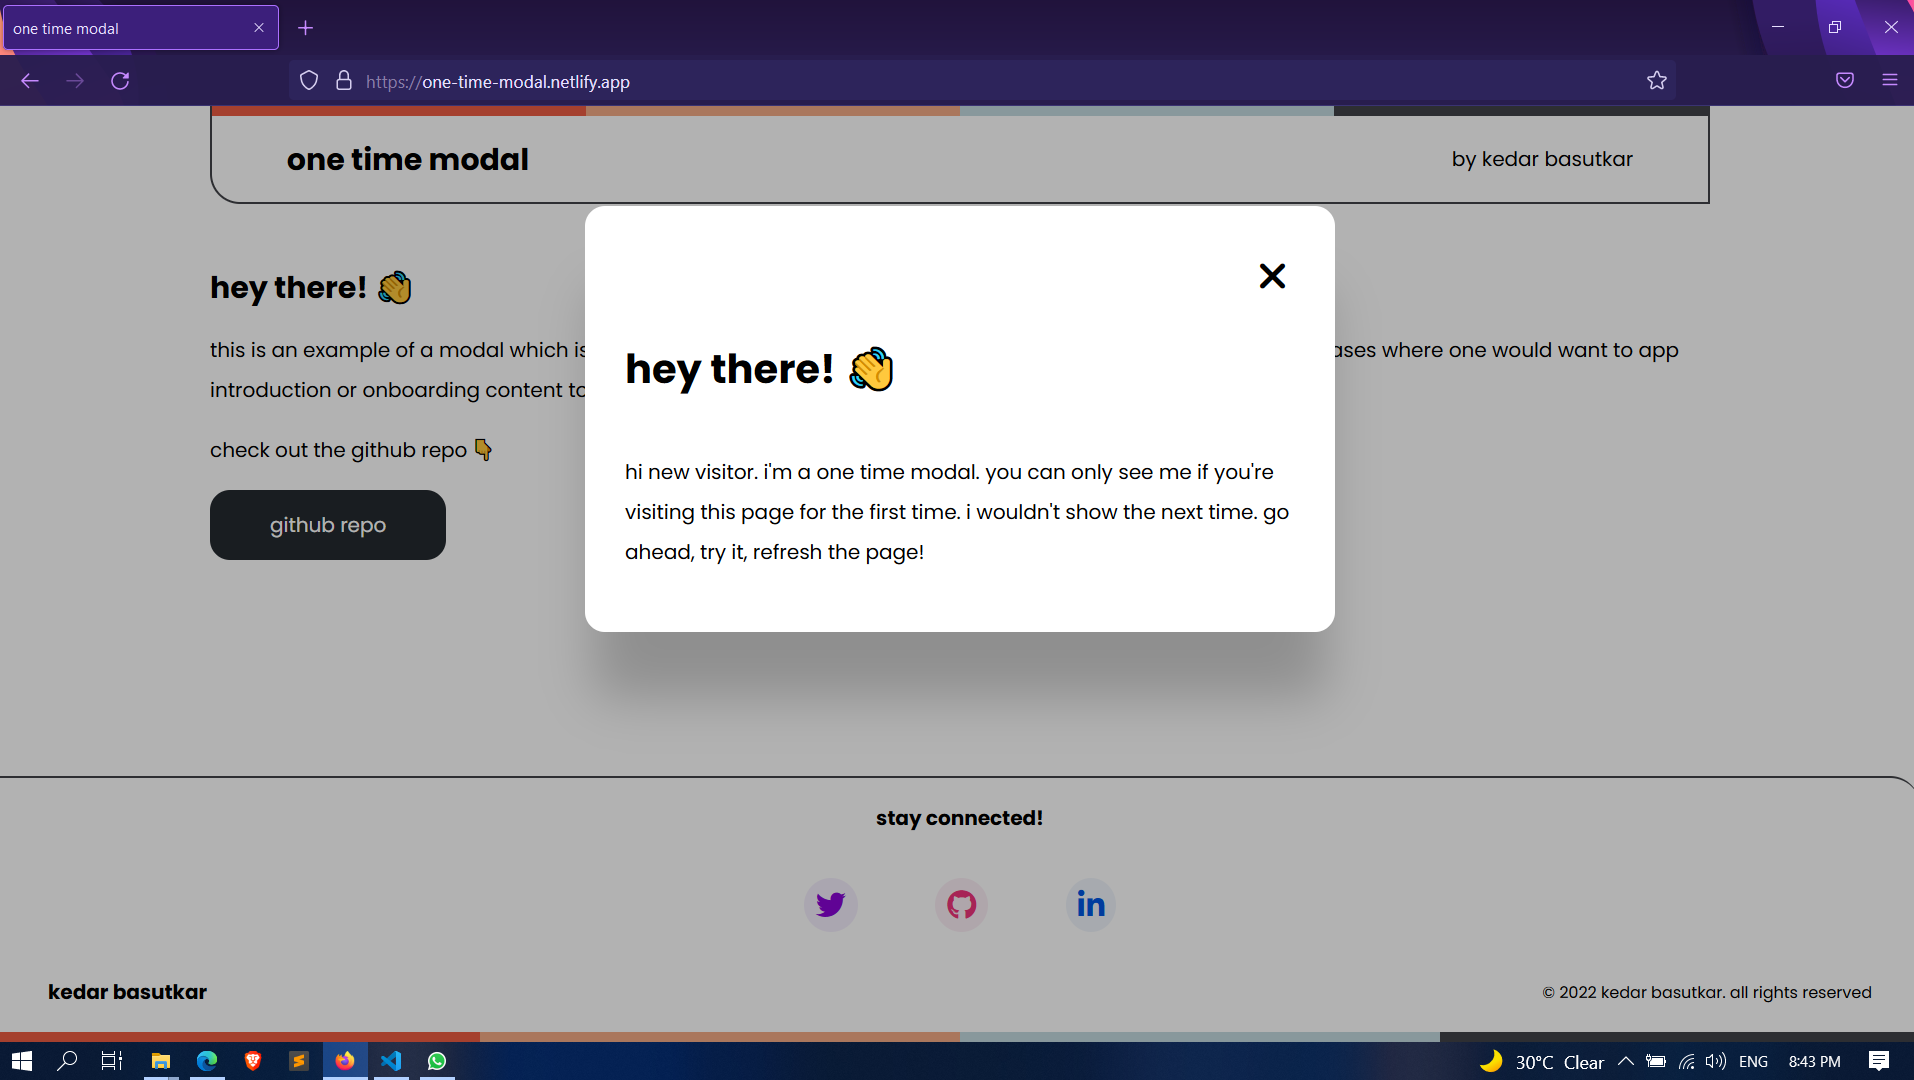 one time modal
https://one-time-modal.netlify.app
one time modal
by kedar basutkar
hey there! 👋
this is an example of a modal which is
ases where one would want to app
introduction or onboarding content to
check out the github repo 👇
github repo
hey there! 👋
hi new visitor. i'm a one time modal. you can only see me if you're
visiting this page for the first time. i wouldn't show the next time. go
ahead, try it, refresh the page!
stay connected!
in
kedar basutkar
© 2022 kedar basutkar. all rights reserved
30°C Clear
ENG
8:43 PM